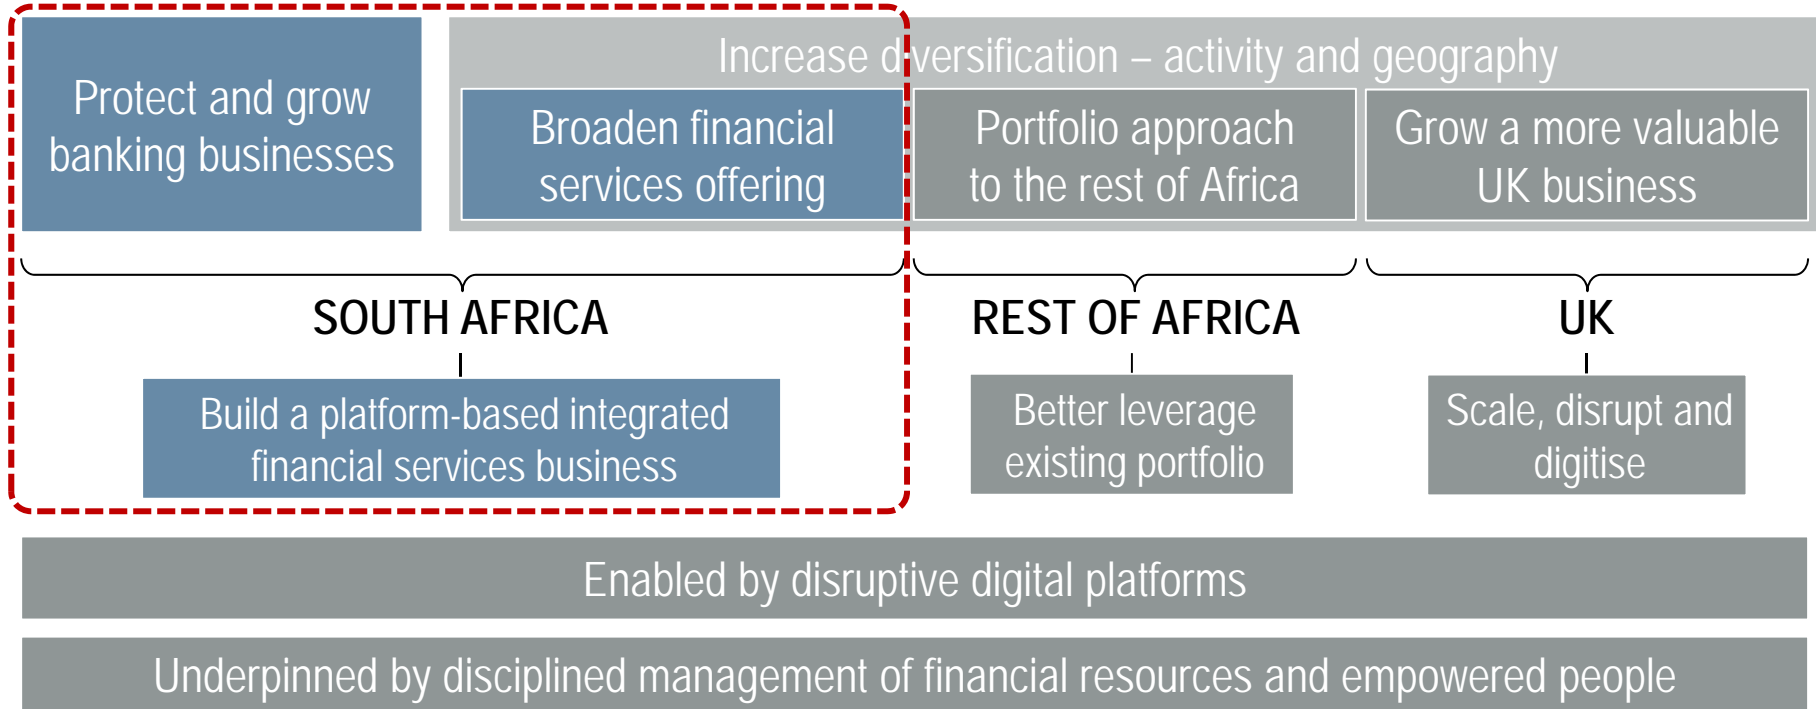 Protect and grow
banking businesses
Increase diversification – activity and geography
Broaden financial
services offering
Portfolio approach
to the rest of Africa
Grow a more valuable
UK business
SOUTH AFRICA
REST OF AFRICA
UK
Build a platform-based integrated
financial services business
Better leverage
existing portfolio
Scale, disrupt and
digitise
Enabled by disruptive digital platforms
Underpinned by disciplined management of financial resources and empowered people